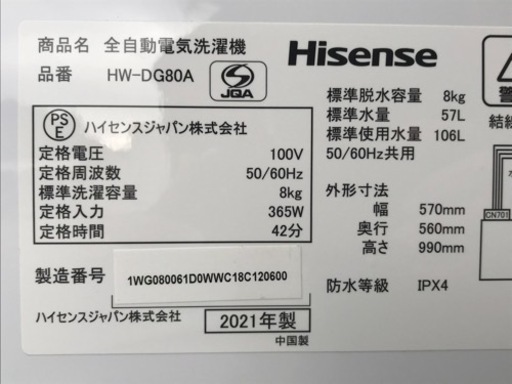 商品名 全自動電気洗濯機
品番 HW-DG80A
JQA
Hisense
PS
E
ハイセンスジャパン株式会社
定格電圧 100V
定格周波数 50/60Hz
標準洗濯容量 8kg
定格入力 365W
定格時間 42分
標準脱水容量 8kg
標準水量 57L
標準使用水量 106L
50/60Hz共用
外形寸法
幅 570mm
奥行 560mm
高さ 990mm
防水等級 IPX4
製造番号 1WG080061D0WWC18C120600
ハイセンスジャパン株式会社 2021年製
中国製
結線
CN701